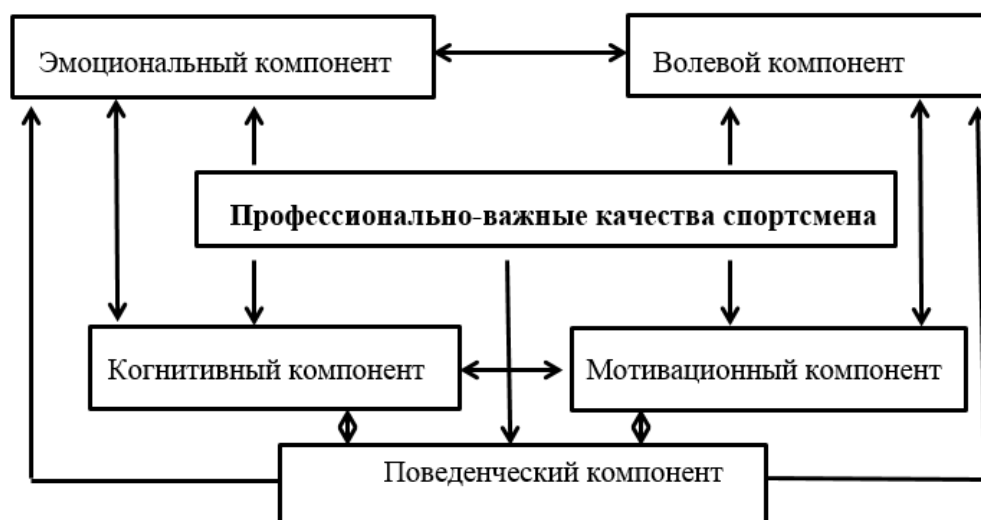 Эмоциональный компонент
Волевой компонент
Профессионально-важные качества спортсмена
Когнитивный компонент
Мотивационный компонент
Поведенческий компонент